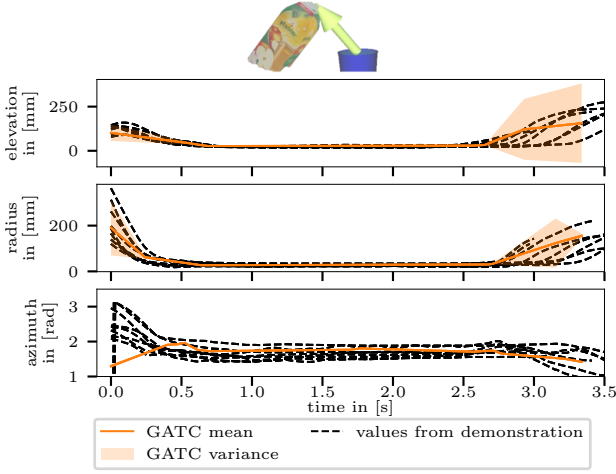 elevation
in [mm]
250
0
radius
in [mm]
200
0
azimuth
in [rad]
3
2
1
0.0 0.5 1.0 1.5 2.0 2.5 3.0 3.5
time in [s]
GATC mean
values from demonstration
GATC variance